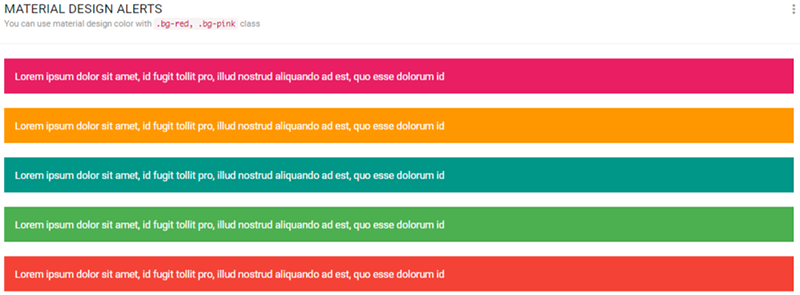 MATERIAL DESIGN ALERTS
You can use material design color with .bg-red, .bg-pink class
Lorem ipsum dolor sit amet, id fugit tollit pro, illud nostrud aliquando ad est, quo esse dolorum id
Lorem ipsum dolor sit amet, id fugit tollit pro, illud nostrud aliquando ad est, quo esse dolorum id
Lorem ipsum dolor sit amet, id fugit tollit pro, illud nostrud aliquando ad est, quo esse dolorum id
Lorem ipsum dolor sit amet, id fugit tollit pro, illud nostrud aliquando ad est, quo esse dolorum id
Lorem ipsum dolor sit amet, id fugit tollit pro, illud nostrud aliquando ad est, quo esse dolorum id